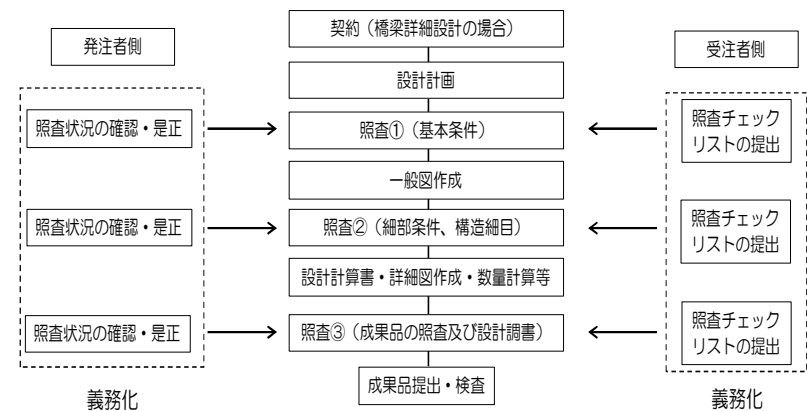 契約（橋梁詳細設計の場合）
発注者側
受注者側
設計計画
照査状況の確認・是正
照査①（基本条件）
照査チェック
リストの提出
一般図作成
照査状況の確認・是正
照査②（細部条件、構造細目）
照査チェック
リストの提出
設計計算書・詳細図作成・数量計算等
照査状況の確認・是正
照査③（成果品の照査及び設計調書）
照査チェック
リストの提出
成果品提出・検査
義務化
義務化